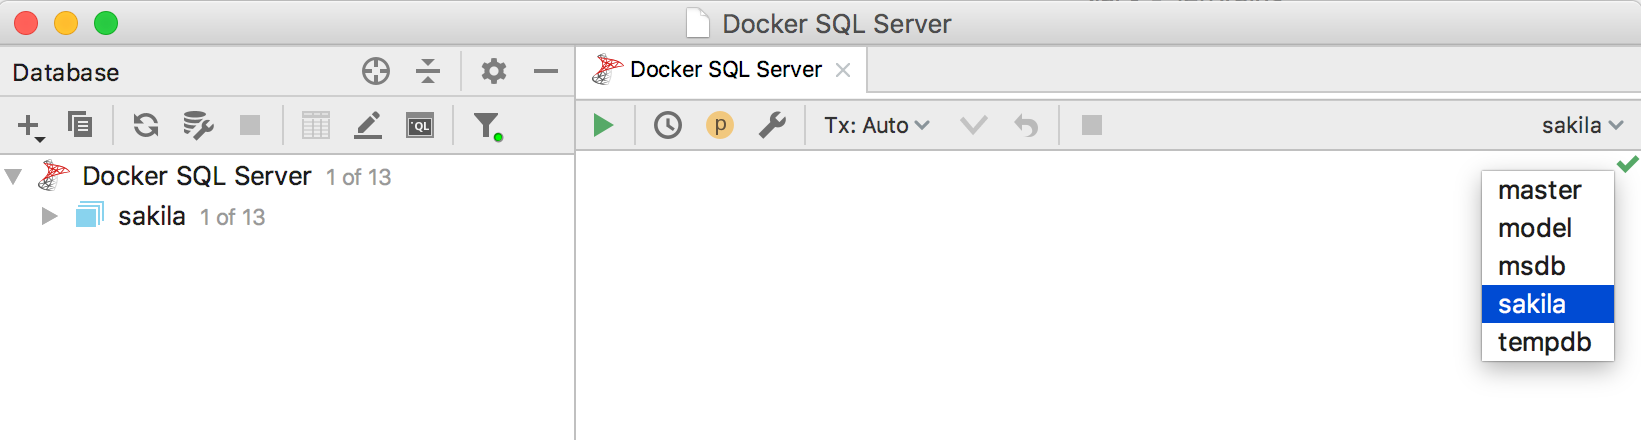 Docker SQL Server
Database
Docker SQL Server
QL
p
Tx: Auto
sakila
Docker SQL Server 1 of 13
sakila 1 of 13
master
model
msdb
sakila
tempdb